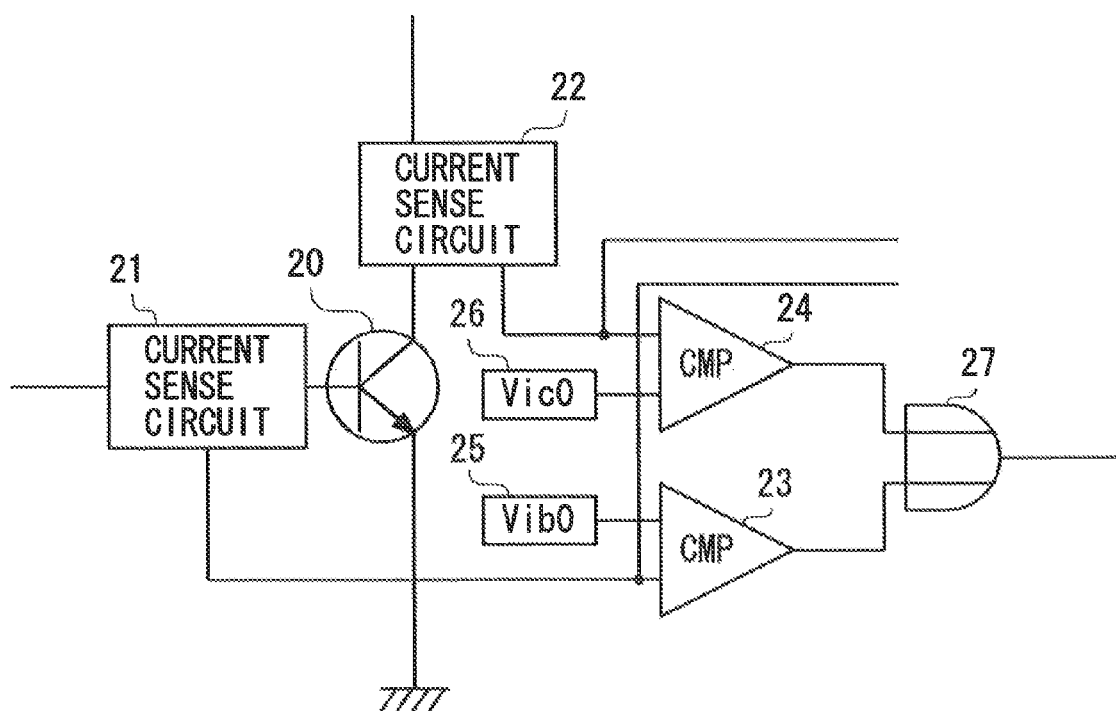 22
CURRENT
SENSE
CIRCUIT
20
21
CURRENT
SENSE
CIRCUIT
26
Vic0
24
CMP
27
25
Vib0
23
CMP